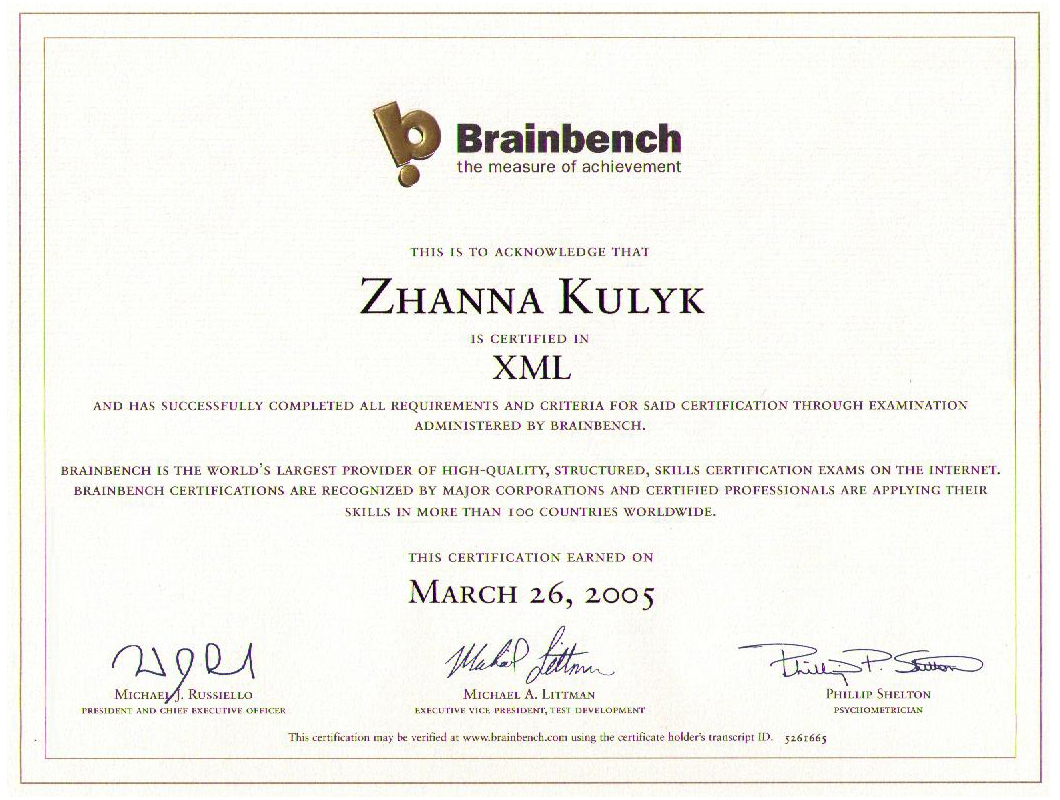 Brainbench
the measure of achievement
THIS IS TO ACKNOWLEDGE THAT
ZHANNA KULYK
IS CERTIFIED IN
XML
AND HAS SUCCESSFULLY COMPLETED ALL REQUIREMENTS AND CRITERIA FOR SAID CERTIFICATION THROUGH EXAMINATION
ADMINISTERED BY BRAINBENCH.
BRAINBENCH IS THE WORLD'S LARGEST PROVIDER OF HIGH-QUALITY, STRUCTURED, SKILLS CERTIFICATION EXAMS ON THE INTERNET.
BRAINBENCH CERTIFICATIONS ARE RECOGNIZED BY MAJOR CORPORATIONS AND CERTIFIED PROFESSIONALS ARE APPLYING THEIR
SKILLS IN MORE THAN 100 COUNTRIES WORLDWIDE.
THIS CERTIFICATION EARNED ON
MARCH 26, 2005
MICHAEL J. RUSSIELLO
PRESIDENT AND CHIEF EXECUTIVE OFFICER
MICHAEL A. LITTMAN
EXECUTIVE VICE PRESIDENT, TEST DEVELOPMENT
PHILLIP SHELTON
PSYCHOMETRICIAN
This certification may be verified at www.brainbench.com using the certificate holder's transcript ID. 5261665